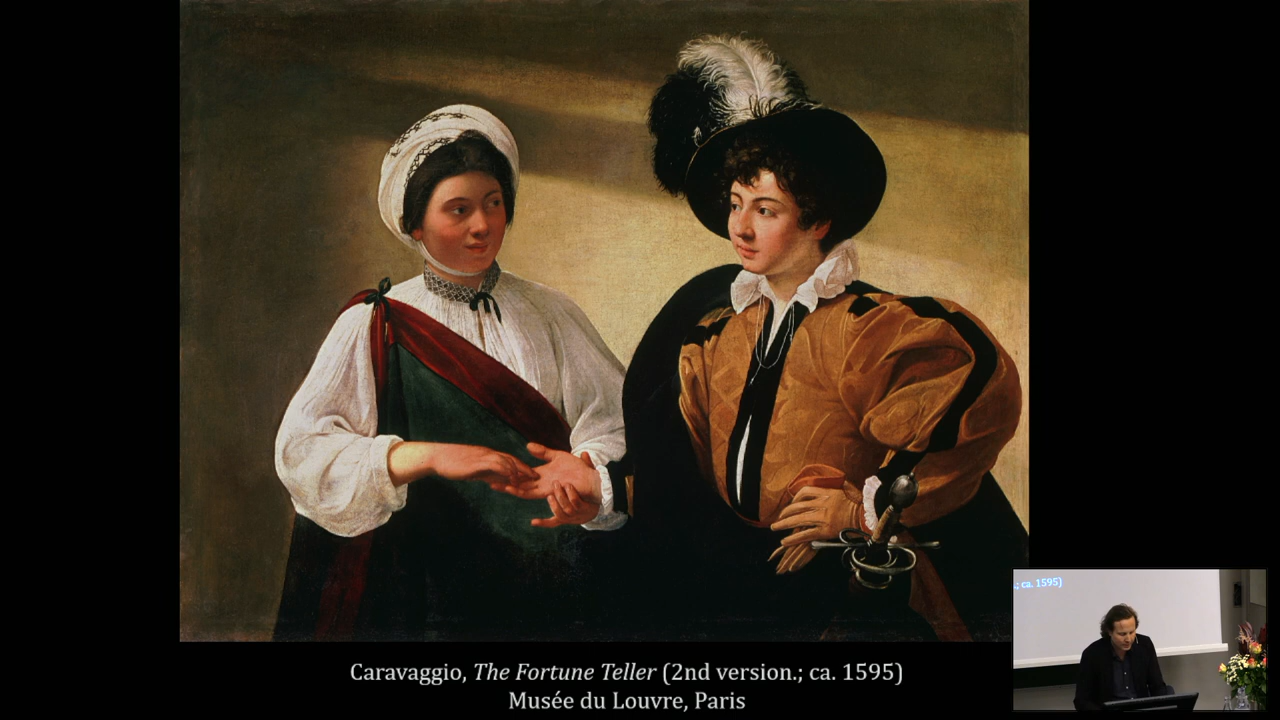 Caravaggio, The Fortune Teller (2nd version.; ca. 1595)
Musée du Louvre, Paris
; ca. 1595)